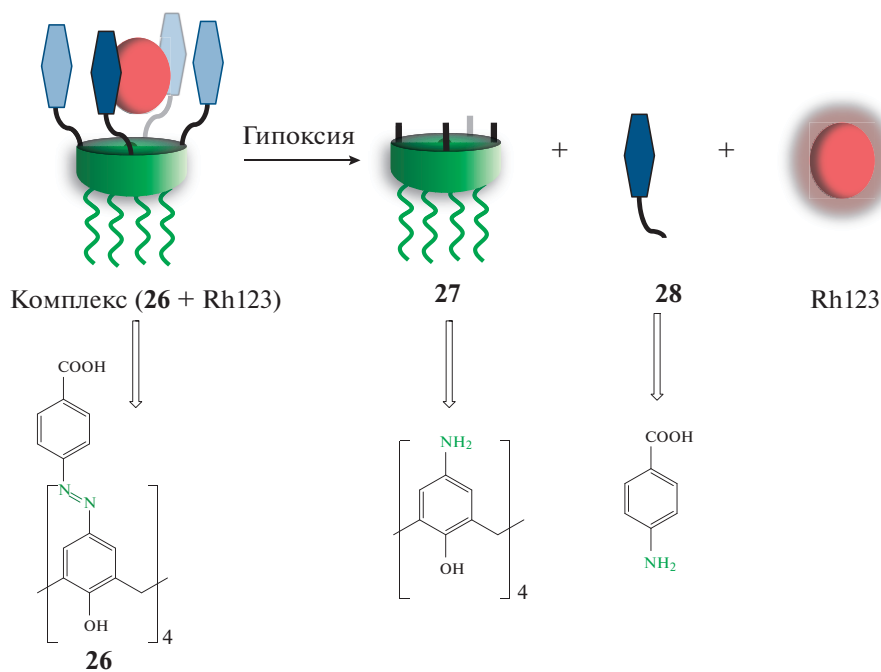 Гипоксия
+
+
Комплекс (26 + Rh123)
27
28
Rh123
COOH
N
N
OH
4
26
NH2
OH
4
COOH
NH2